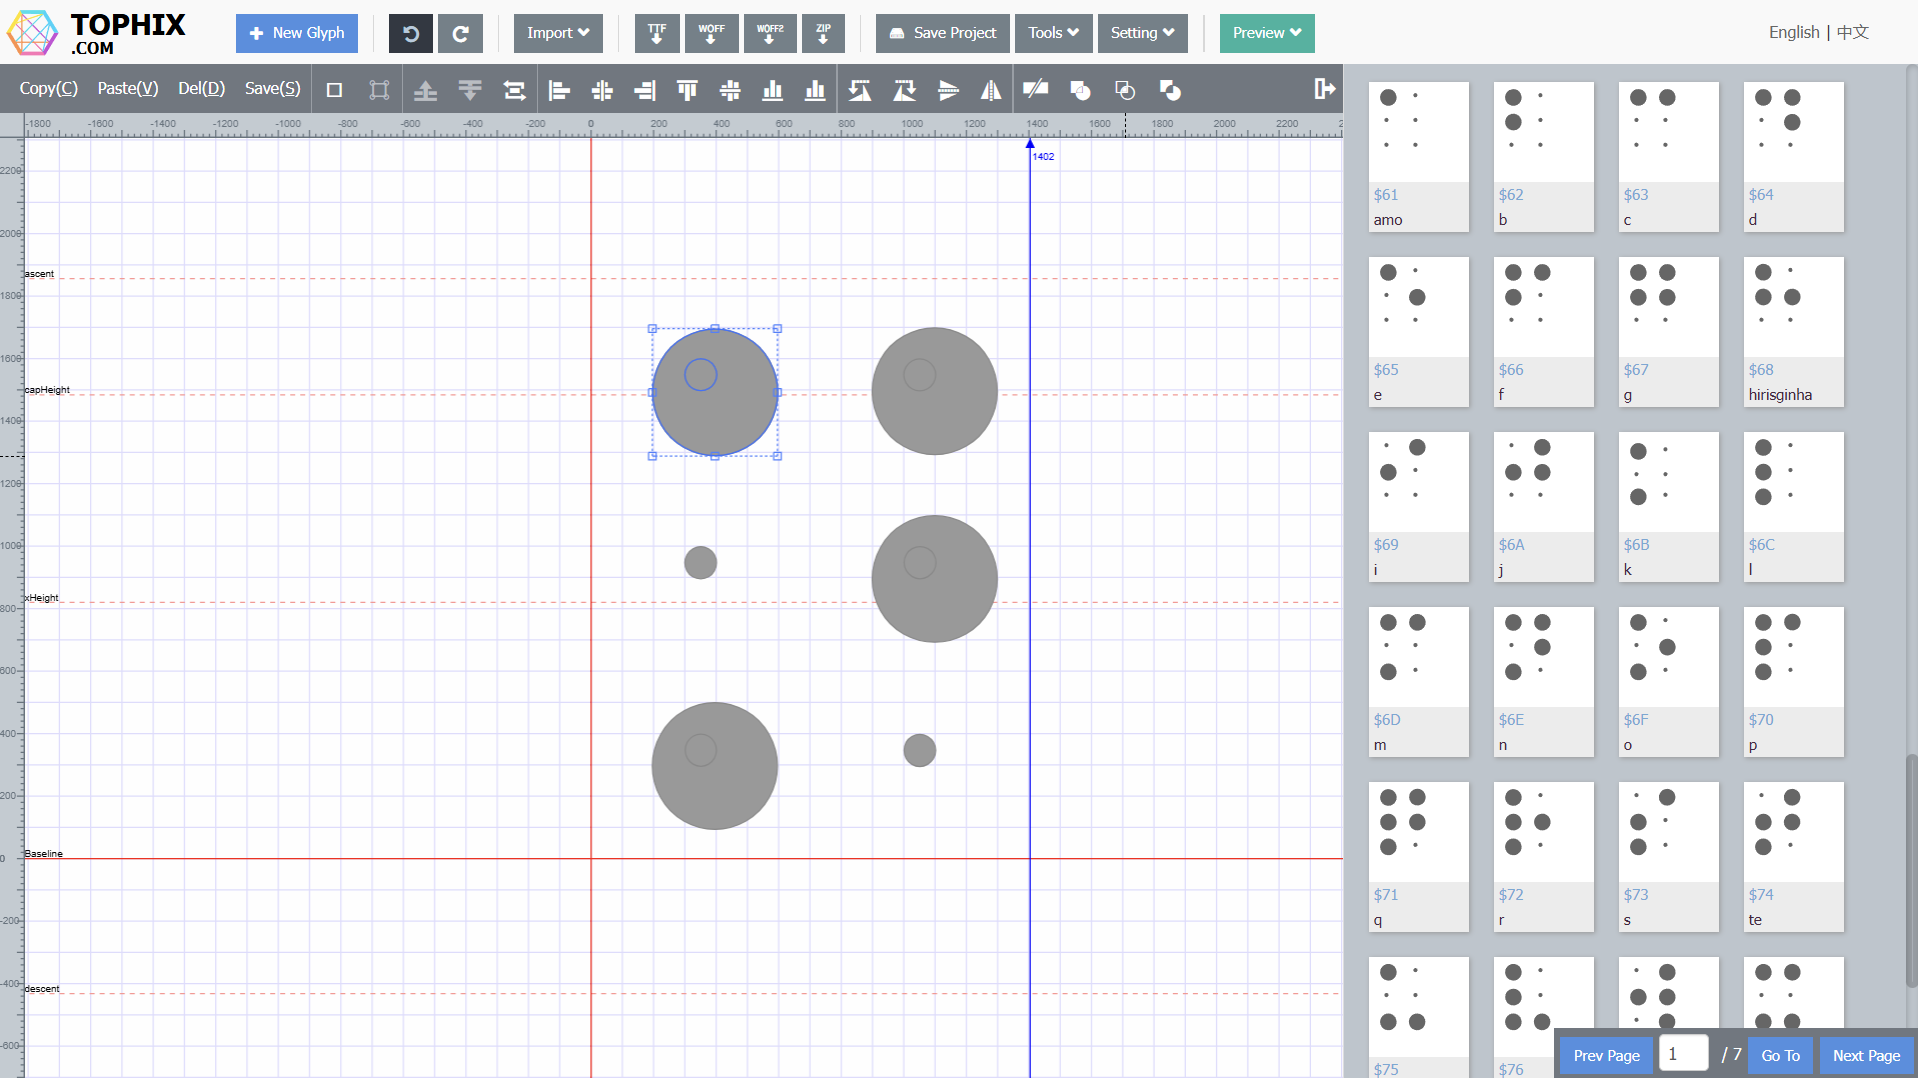 TOPHIX
.COM
New Glyph
Import
TTF
WOFF
WOFF2
ZIP
Save Project
Tools
Setting
Preview
English | 中文
Copy(C)
Paste(V)
Del(D)
Save(S)
-1800 -1600 -1400 -1200 -1000 -800 -600 -400 -200 0 200 400 600 800 1000 1200 1400 1600 1800 2000 2200
1402
2200
2000
ascent
1800
1600
capHeight
1400
1200
1000
xHeight
800
600
400
200
Baseline
0
-200
-400
descent
-600
$61 $62 $63 $64
amo b c d
$65 $66 $67 $68
e f g hirisginha
$69 $6A $6B $6C
i j k l
$6D $6E $6F $70
m n o p
$71 $72 $73 $74
q r s te
$75 $76
Prev Page 1 / 7 Go To Next Page